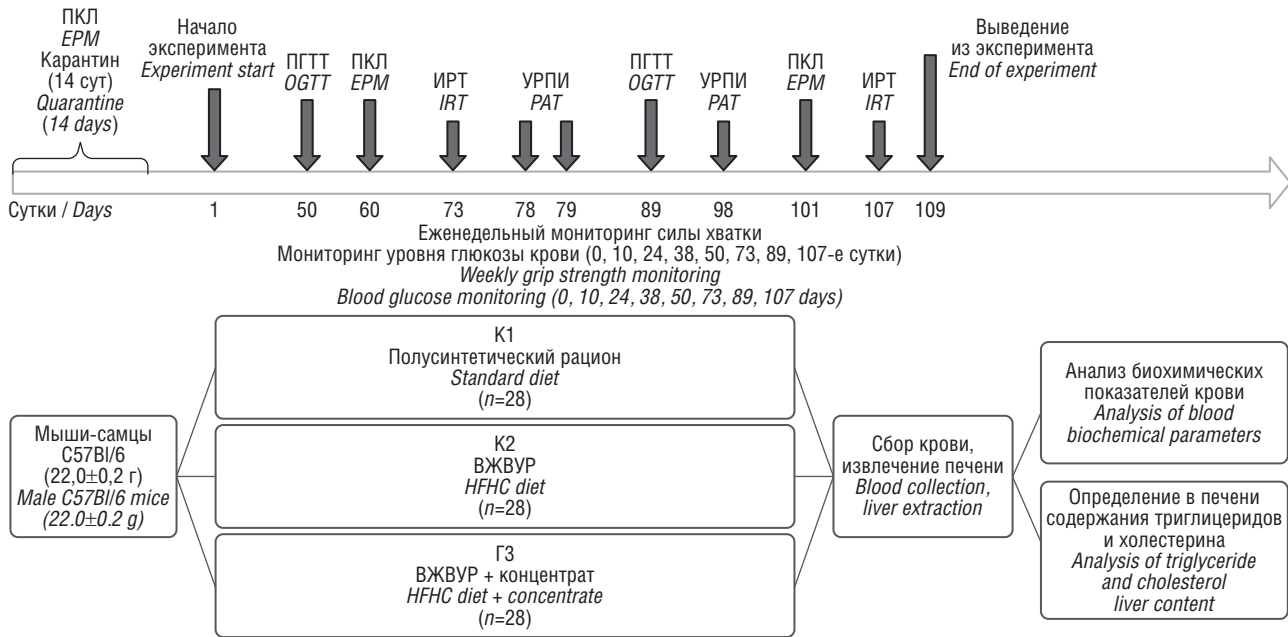 ПКЛ
EPM
Карантин
(14 сут)
Quarantine
(14 days)
Начало
эксперимента
Experiment start
ПГТТ
OGTT
ПКЛ
EPM
ИРТ
IRT
УРПИ
PAT
ПГТТ
OGTT
УРПИ
PAT
ПКЛ
EPM
ИРТ
IRT
Выведение
из эксперимента
End of experiment
Сутки / Days 1 50 60 73 78 79 89 98 101 107 109
Еженедельный мониторинг силы хватки
Мониторинг уровня глюкозы крови (0, 10, 24, 38, 50, 73, 89, 107-е сутки)
Weekly grip strength monitoring
Blood glucose monitoring (0, 10, 24, 38, 50, 73, 89, 107 days)
Мыши-самцы
C57Bl/6
(22,0±0,2 г)
Male C57Bl/6 mice
(22.0±0.2 g)
К1
Полусинтетический рацион
Standard diet
(n=28)
К2
ВЖВУР
HFHC diet
(n=28)
Г3
ВЖВУР + концентрат
HFHC diet + concentrate
(n=28)
Сбор крови,
извлечение печени
Blood collection,
liver extraction
Анализ биохимических
показателей крови
Analysis of blood
biochemical parameters
Определение в печени
содержания триглицеридов
и холестерина
Analysis of triglyceride
and cholesterol
liver content